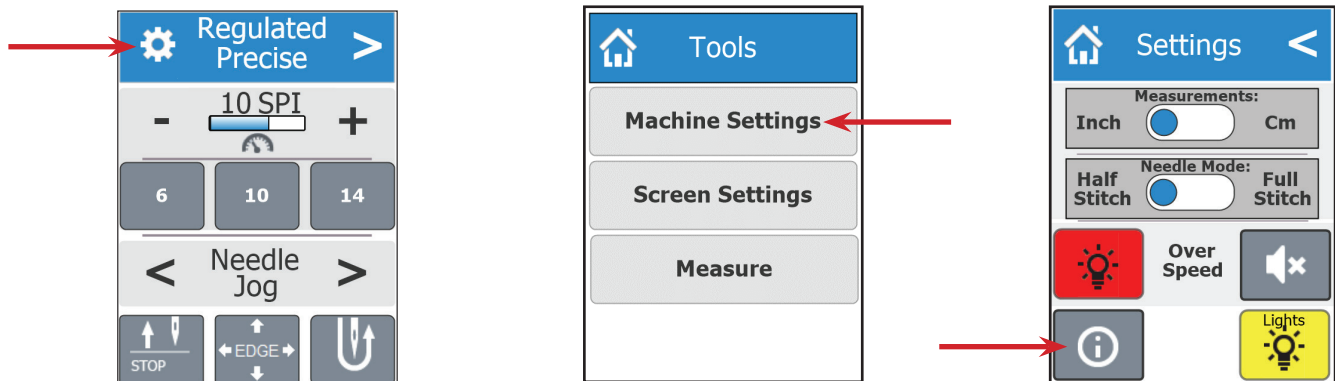 Regulated
Precise
>
10 SPI
- +
6 10 14
< Needle >
Jog
STOP
EDGE
Tools
Machine Settings
Screen Settings
Measure
Settings <
Measurements:
Inch Cm
Needle Mode:
Half Full
Stitch Stitch
Over
Speed
Lights